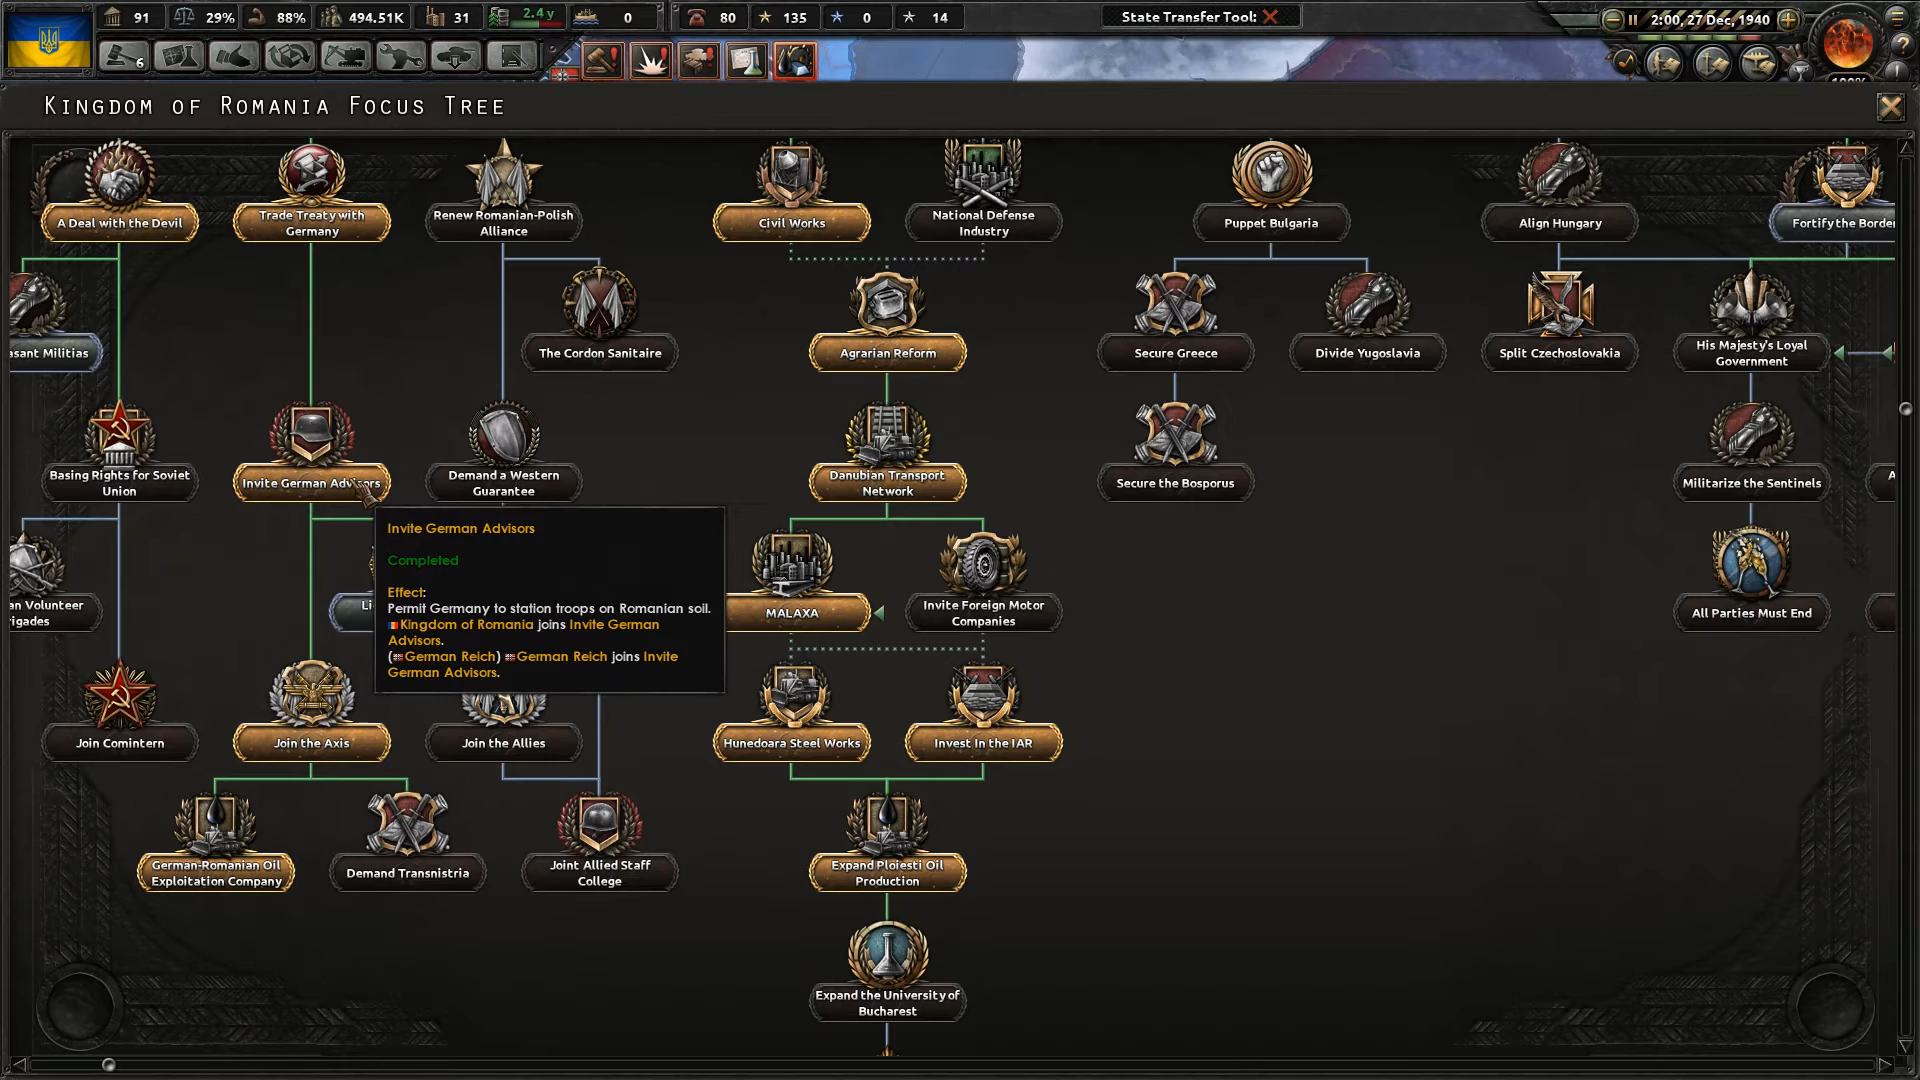 91
29%
88%
494.51K
31
2.4 y
0
80
135
0
14
State Transfer Tool:
2:00, 27 Dec, 1940
6
Kingdom of Romania Focus Tree
A Deal with the Devil
Trade Treaty with
Germany
Renew Romanian-Polish
Alliance
Civil Works
National Defense
Industry
Puppet Bulgaria
Align Hungary
Fortify the Border
asant Militias
The Cordon Sanitaire
Agrarian Reform
Secure Greece
Divide Yugoslavia
Split Czechoslovakia
His Majesty's Loyal
Government
Basing Rights for Soviet
Union
Invite German Advisors
Demand a Western
Guarantee
Danubian Transport
Network
Secure the Bosporus
Militarize the Sentinels
A
Invite German Advisors
Completed
Effect:
Permit Germany to station troops on Romanian soil.
Kingdom of Romania joins Invite German
Advisors.
(German Reich) German Reich joins Invite
German Advisors.
an Volunteer
rigades
Li
MALAXA
Invite Foreign Motor
Companies
All Parties Must End
Join Comintern
Join the Axis
Join the Allies
Hunedoara Steel Works
Invest In the IAR
German-Romanian Oil
Exploitation Company
Demand Transnistria
Joint Allied Staff
College
Expand Ploiesti Oil
Production
Expand the University of
Bucharest